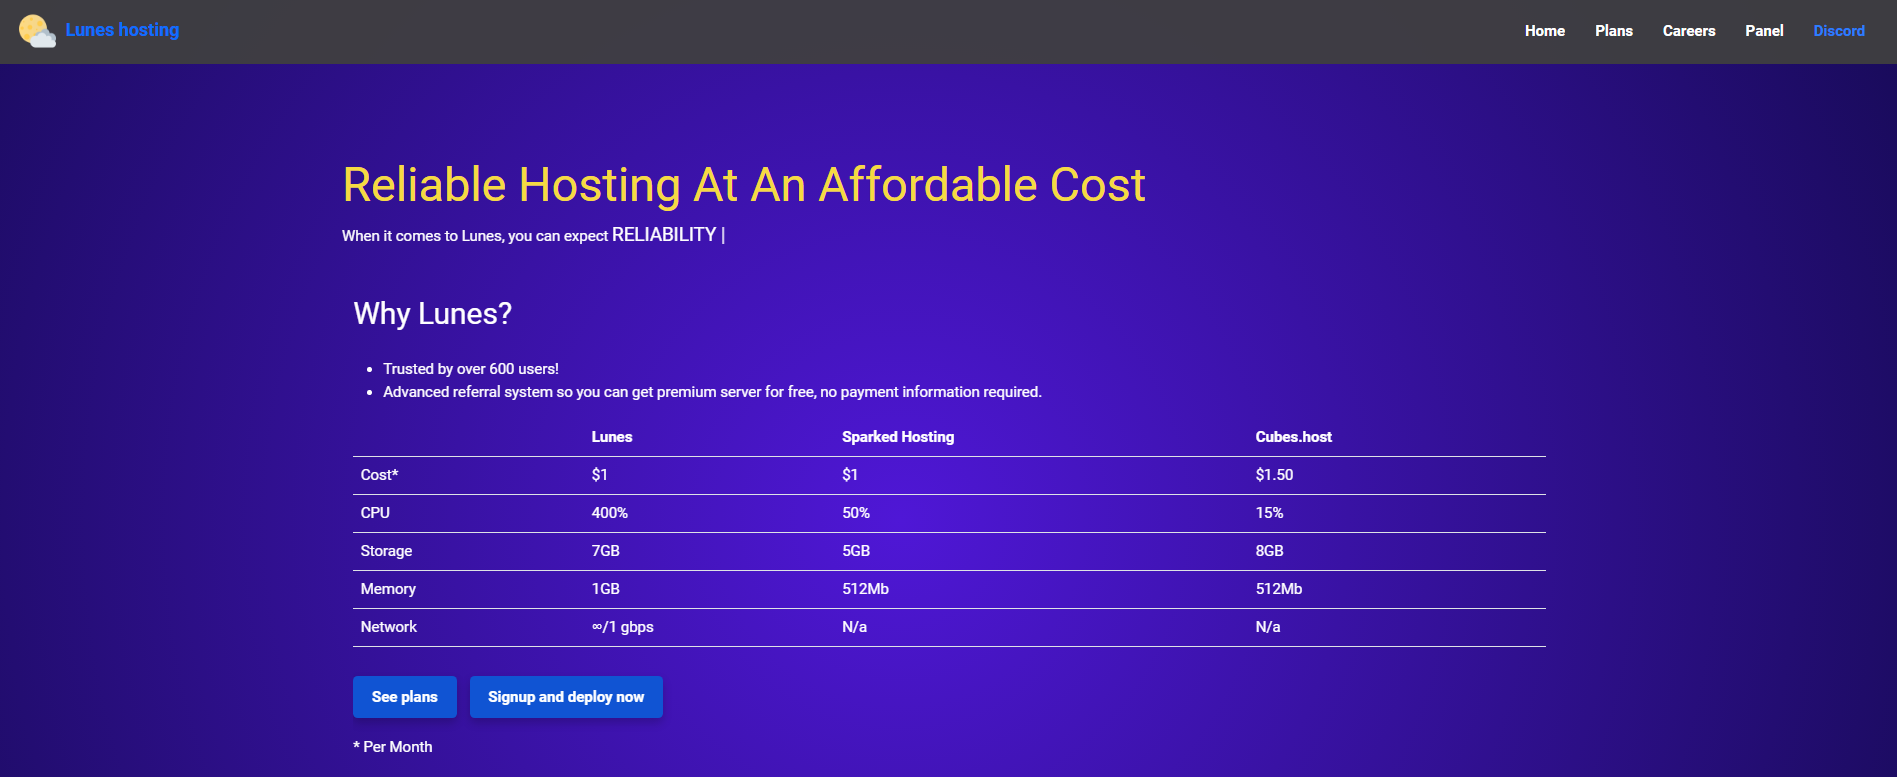 Lunes hosting
Home Plans Careers Panel Discord
Reliable Hosting At An Affordable Cost
When it comes to Lunes, you can expect RELIABILITY |
Why Lunes?
• Trusted by over 600 users!
• Advanced referral system so you can get premium server for free, no payment information required.
Lunes Sparked Hosting Cubes.host
Cost* $1 $1 $1.50
CPU 400% 50% 15%
Storage 7GB 5GB 8GB
Memory 1GB 512Mb 512Mb
Network ∞/1 gbps N/a N/a
See plans Signup and deploy now
* Per Month